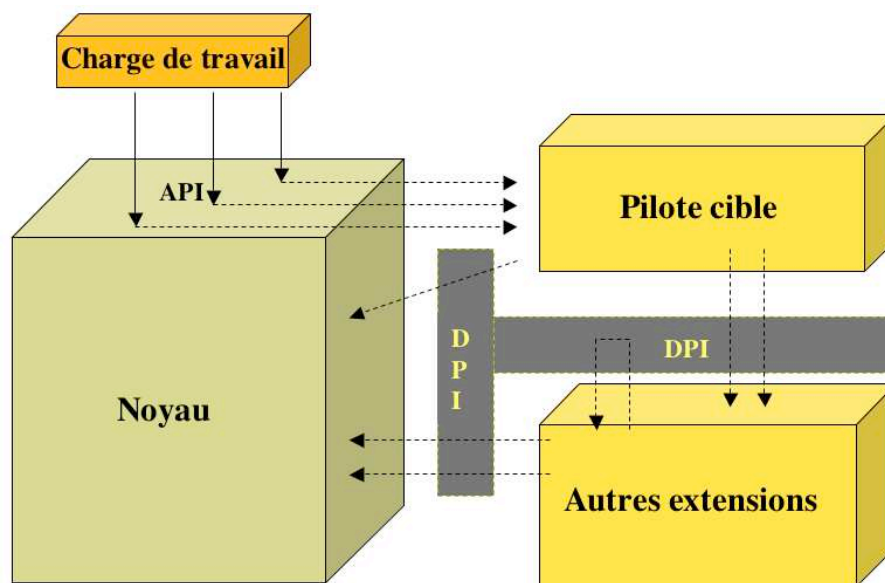 Charge de travail
API
Pilote cible
D
P
I
DPI
Noyau
Autres extensions